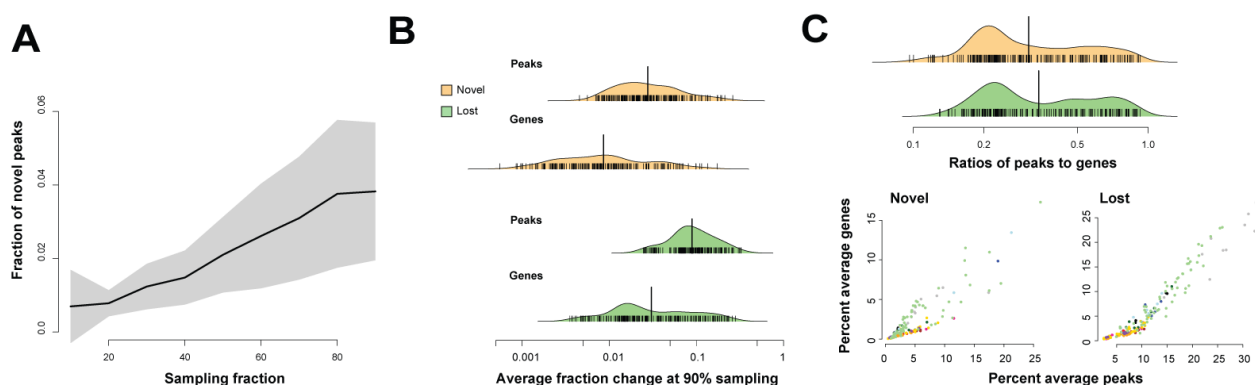 A
Fraction of novel peaks
0.06
0.04
0.02
0.0
20
40
60
80
Sampling fraction
B
Novel
Lost
Peaks
Genes
Peaks
Genes
0.001
0.01
0.1
1
Average fraction change at 90% sampling
C
0.1
0.2
0.5
1.0
Ratios of peaks to genes
Novel
Percent average genes
15
10
5
0
0
5
10
15
20
25
Lost
25
20
15
10
5
0
5
10
15
20
25
30
Percent average peaks